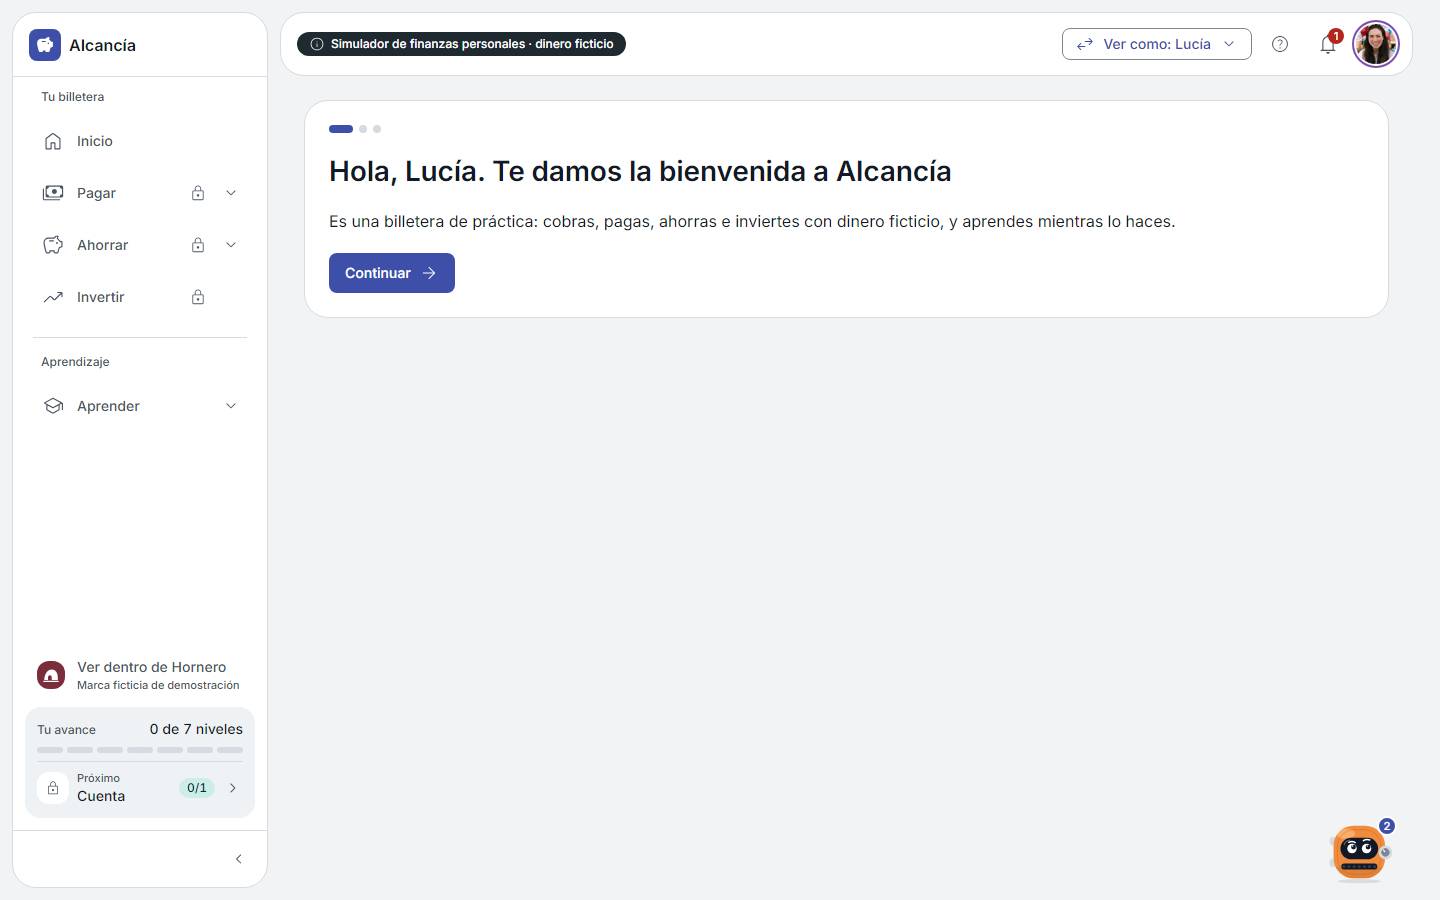 Alcancía
Simulador de finanzas personales · dinero ficticio
Ver como: Lucía
1
Tu billetera
Inicio
Pagar
Ahorrar
Invertir
Aprendizaje
Aprender
Hola, Lucía. Te damos la bienvenida a Alcancía
Es una billetera de práctica: cobras, pagas, ahorras e inviertes con dinero ficticio, y aprendes mientras lo haces.
Continuar
Ver dentro de Hornero
Marca ficticia de demostración
Tu avance 0 de 7 niveles
Próximo
Cuenta 0/1
2